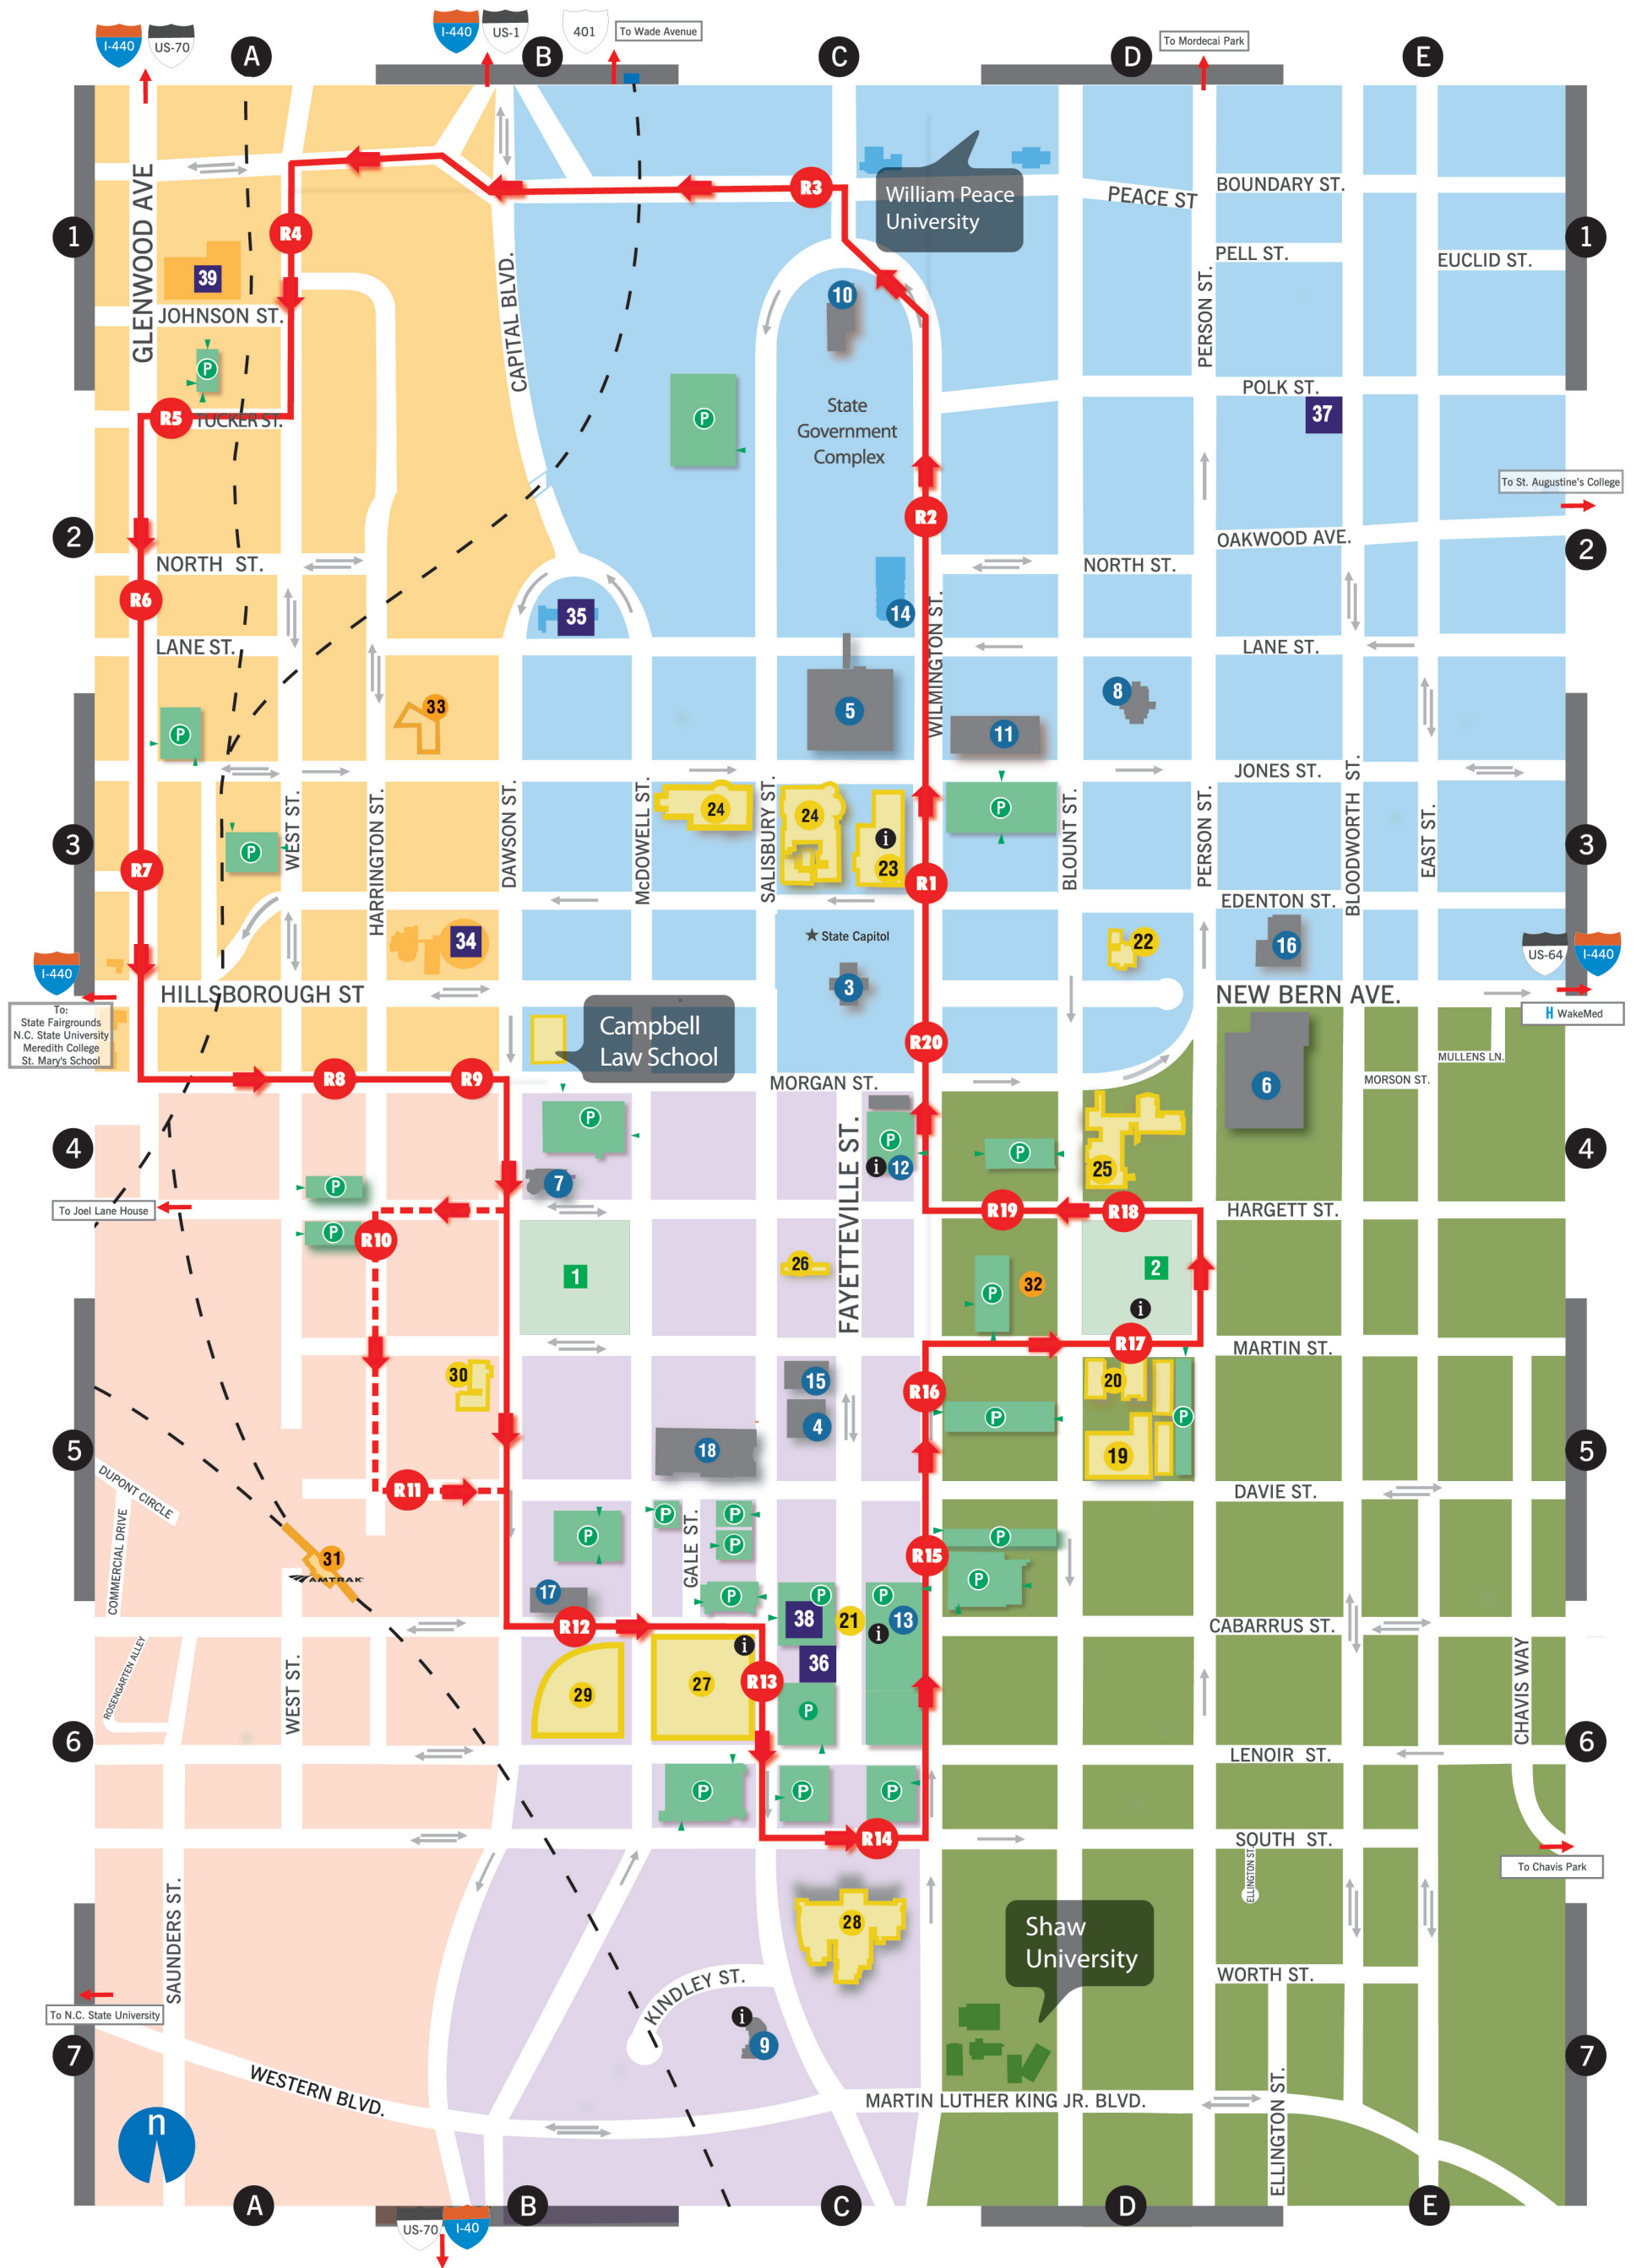 I-440
US-70
A
I-440
US-1
401
To Wade Avenue
B
C
D
To Mordecai Park
E
1
GLENWOOD AVE
R4
39
JOHNSON ST.
P
R5
TUCKER ST.
CAPITAL BLVD.
R3
William Peace
University
PEACE ST
BOUNDARY ST.
PELL ST.
EUCLID ST.
1
10
PERSON ST.
State
Government
Complex
P
POLK ST.
37
To St. Augustine's College
R2
2
OAKWOOD AVE.
2
NORTH ST.
NORTH ST.
R6
35
14
WILMINGTON ST.
LANE ST.
LANE ST.
33
5
11
8
P
JONES ST.
24
24
i
23
P
3
R7
P
WEST ST.
HARRINGTON ST.
DAWSON ST.
McDOWELL ST.
SALISBURY ST.
R1
BLOUNT ST.
PERSON ST.
BLOODWORTH ST.
EAST ST.
3
EDENTON ST.
34
★ State Capitol
22
16
US-64
I-440
I-440
HILLSBOROUGH ST
3
NEW BERN AVE.
H WakeMed
To:
State Fairgrounds
N.C. State University
Meredith College
St. Mary's School
Campbell
Law School
R20
MULLENS LN.
R8
R9
MORGAN ST.
MORSON ST.
6
4
P
FAYETTEVILLE ST.
P
i
12
P
25
4
P
7
To Joel Lane House
R19
R18
HARGETT ST.
P
R10
1
26
P
32
2
i
R17
MARTIN ST.
30
15
R16
20
4
P
P
5
18
19
5
DUPONT CIRCLE
R11
DAVIE ST.
COMMERCIAL DRIVE
P
P
P
P
GALE ST.
P
R15
31
AMTRAK
17
P
P
P
P
38
21
i
13
R12
CABARRUS ST.
ROSENGARTEN ALLEY
WEST ST.
29
27
i
R13
36
P
CHAVIS WAY
6
6
LENOIR ST.
P
P
P
R14
SOUTH ST.
To Chavis Park
ELLINGTON ST.
SAUNDERS ST.
28
Shaw
University
WORTH ST.
KINDLEY ST.
To N.C. State University
i
9
7
7
WESTERN BLVD.
MARTIN LUTHER KING JR. BLVD.
ELLINGTON ST.
n
A
B
C
D
E
US-70
I-40